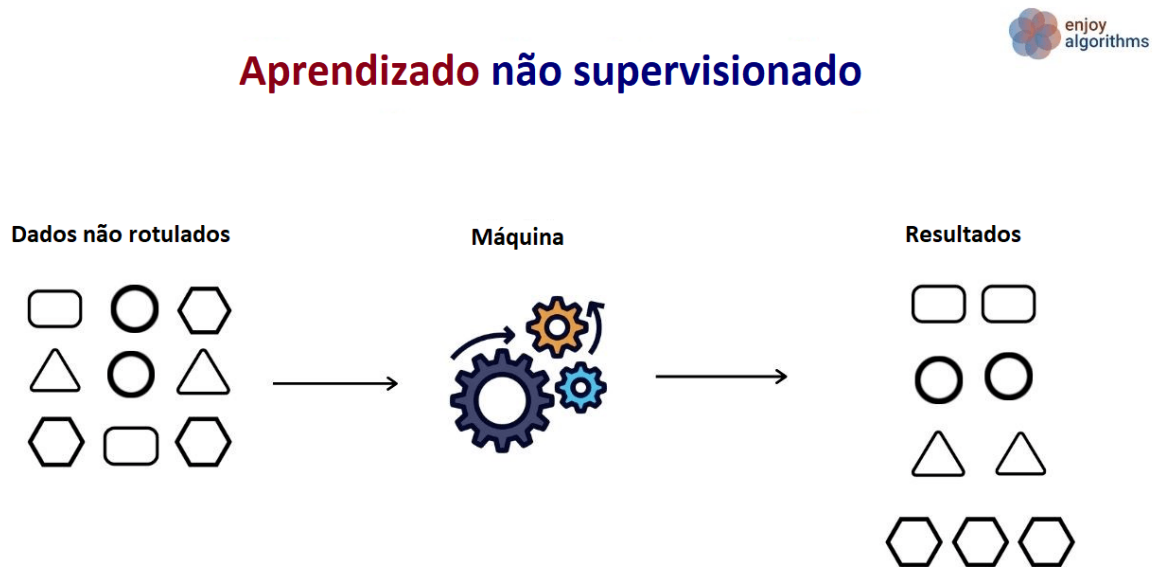 enjoy
algorithms
Aprendizado não supervisionado
Dados não rotulados
Máquina
Resultados